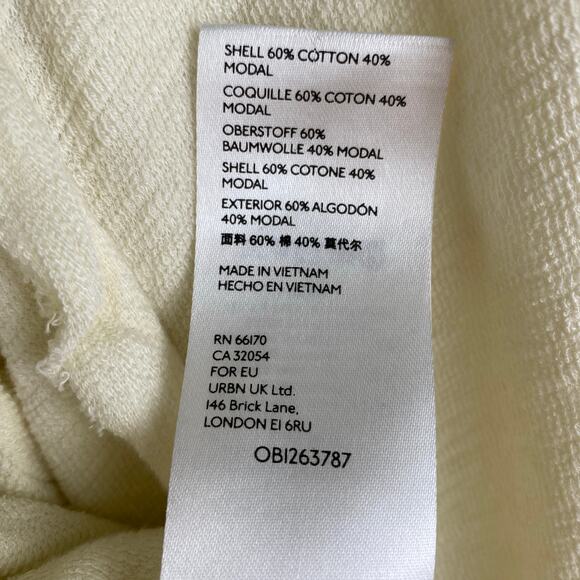 SHELL 60% COTTON 40%
MODAL
COQUILLE 60% COTON 40%
MODAL
OBERSTOFF 60%
BAUMWOLLE 40% MODAL
SHELL 60% COTONE 40%
MODAL
EXTERIOR 60% ALGODÓN
40% MODAL
面料 60% 棉 40% 莫代尔
MADE IN VIETNAM
HECHO EN VIETNAM
RN 66170
CA 32054
FOR EU
URBN UK Ltd.
146 Brick Lane,
LONDON E1 6RU
OB1263787